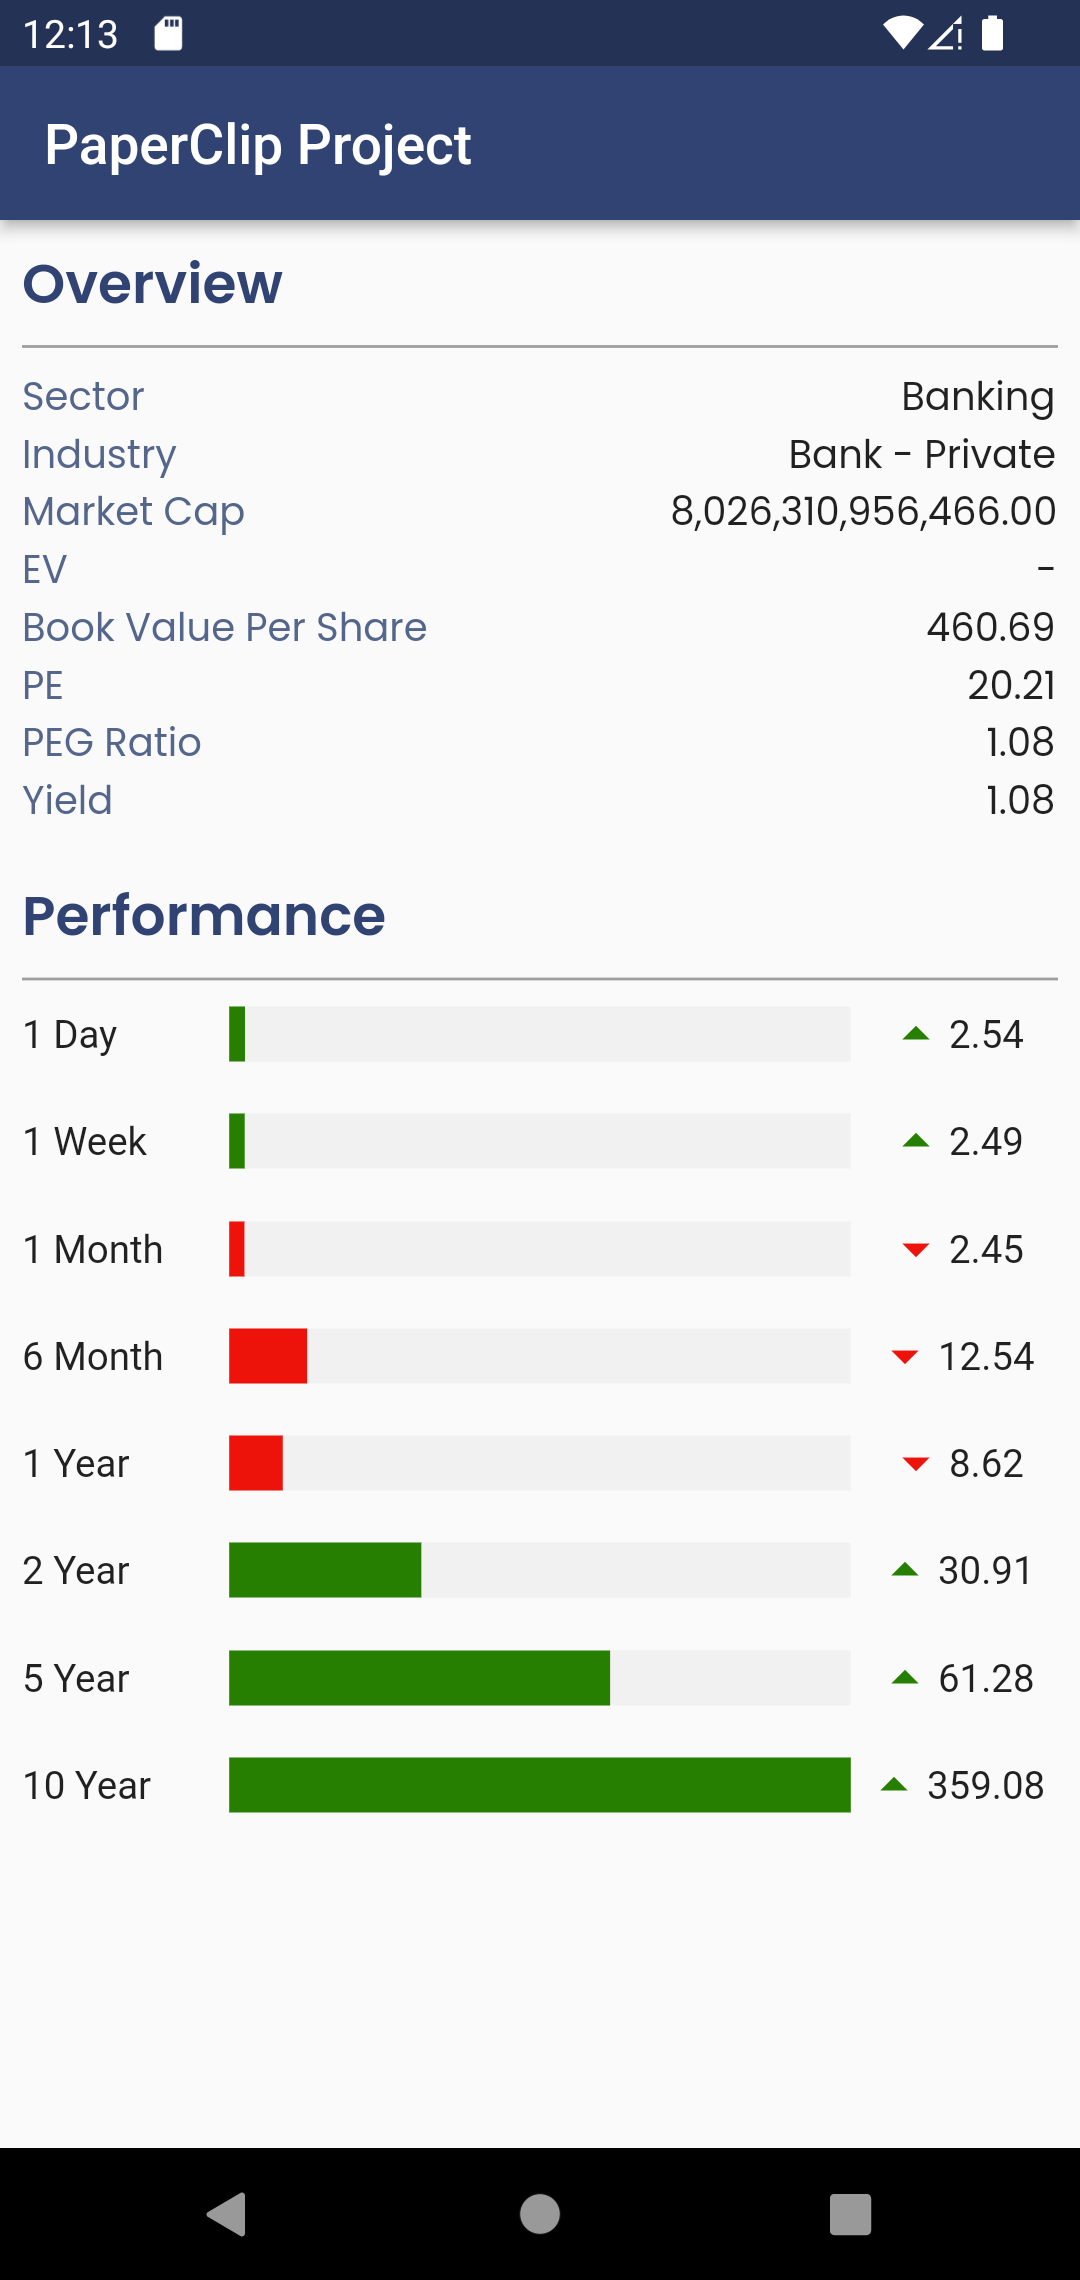 12:13
PaperClip Project
Overview
Sector Banking
Industry Bank - Private
Market Cap 8,026,310,956,466.00
EV -
Book Value Per Share 460.69
PE 20.21
PEG Ratio 1.08
Yield 1.08
Performance
1 Day 2.54
1 Week 2.49
1 Month 2.45
6 Month 12.54
1 Year 8.62
2 Year 30.91
5 Year 61.28
10 Year 359.08